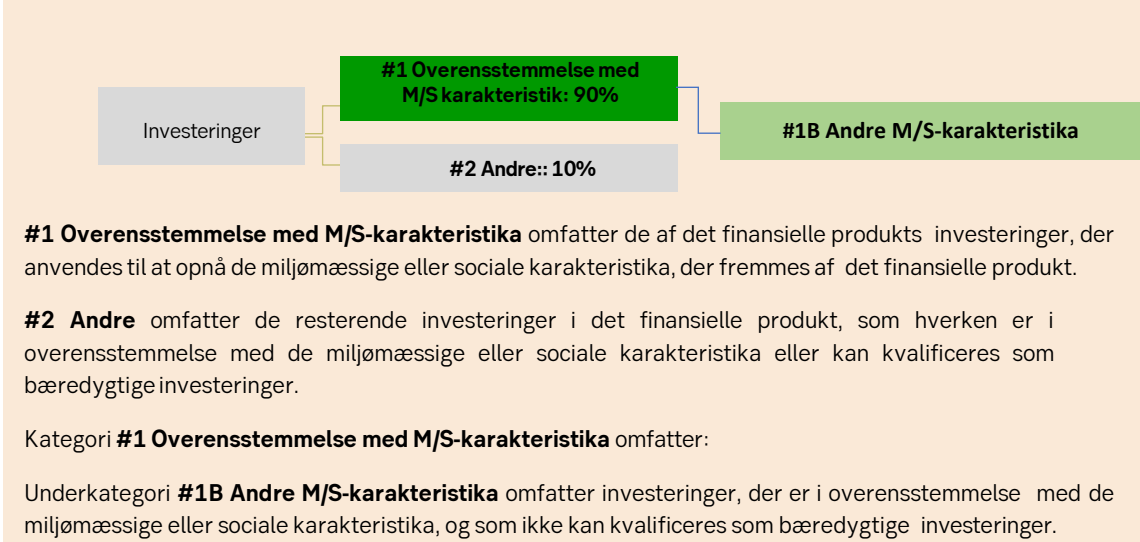 #1 Overensstemmelse med
M/S karakteristik: 90%
Investeringer
#1B Andre M/S-karakteristika
#2 Andre:: 10%
#1 Overensstemmelse med M/S-karakteristika omfatter de af det finansielle produkts investeringer, der
anvendes til at opnå de miljømæssige eller sociale karakteristika, der fremmes af det finansielle produkt.
#2 Andre omfatter de resterende investeringer i det finansielle produkt, som hverken er i
overensstemmelse med de miljømæssige eller sociale karakteristika eller kan kvalificeres som
bæredygtige investeringer.
Kategori #1 Overensstemmelse med M/S-karakteristika omfatter:
Underkategori #1B Andre M/S-karakteristika omfatter investeringer, der er i overensstemmelse med de
miljømæssige eller sociale karakteristika, og som ikke kan kvalificeres som bæredygtige investeringer.